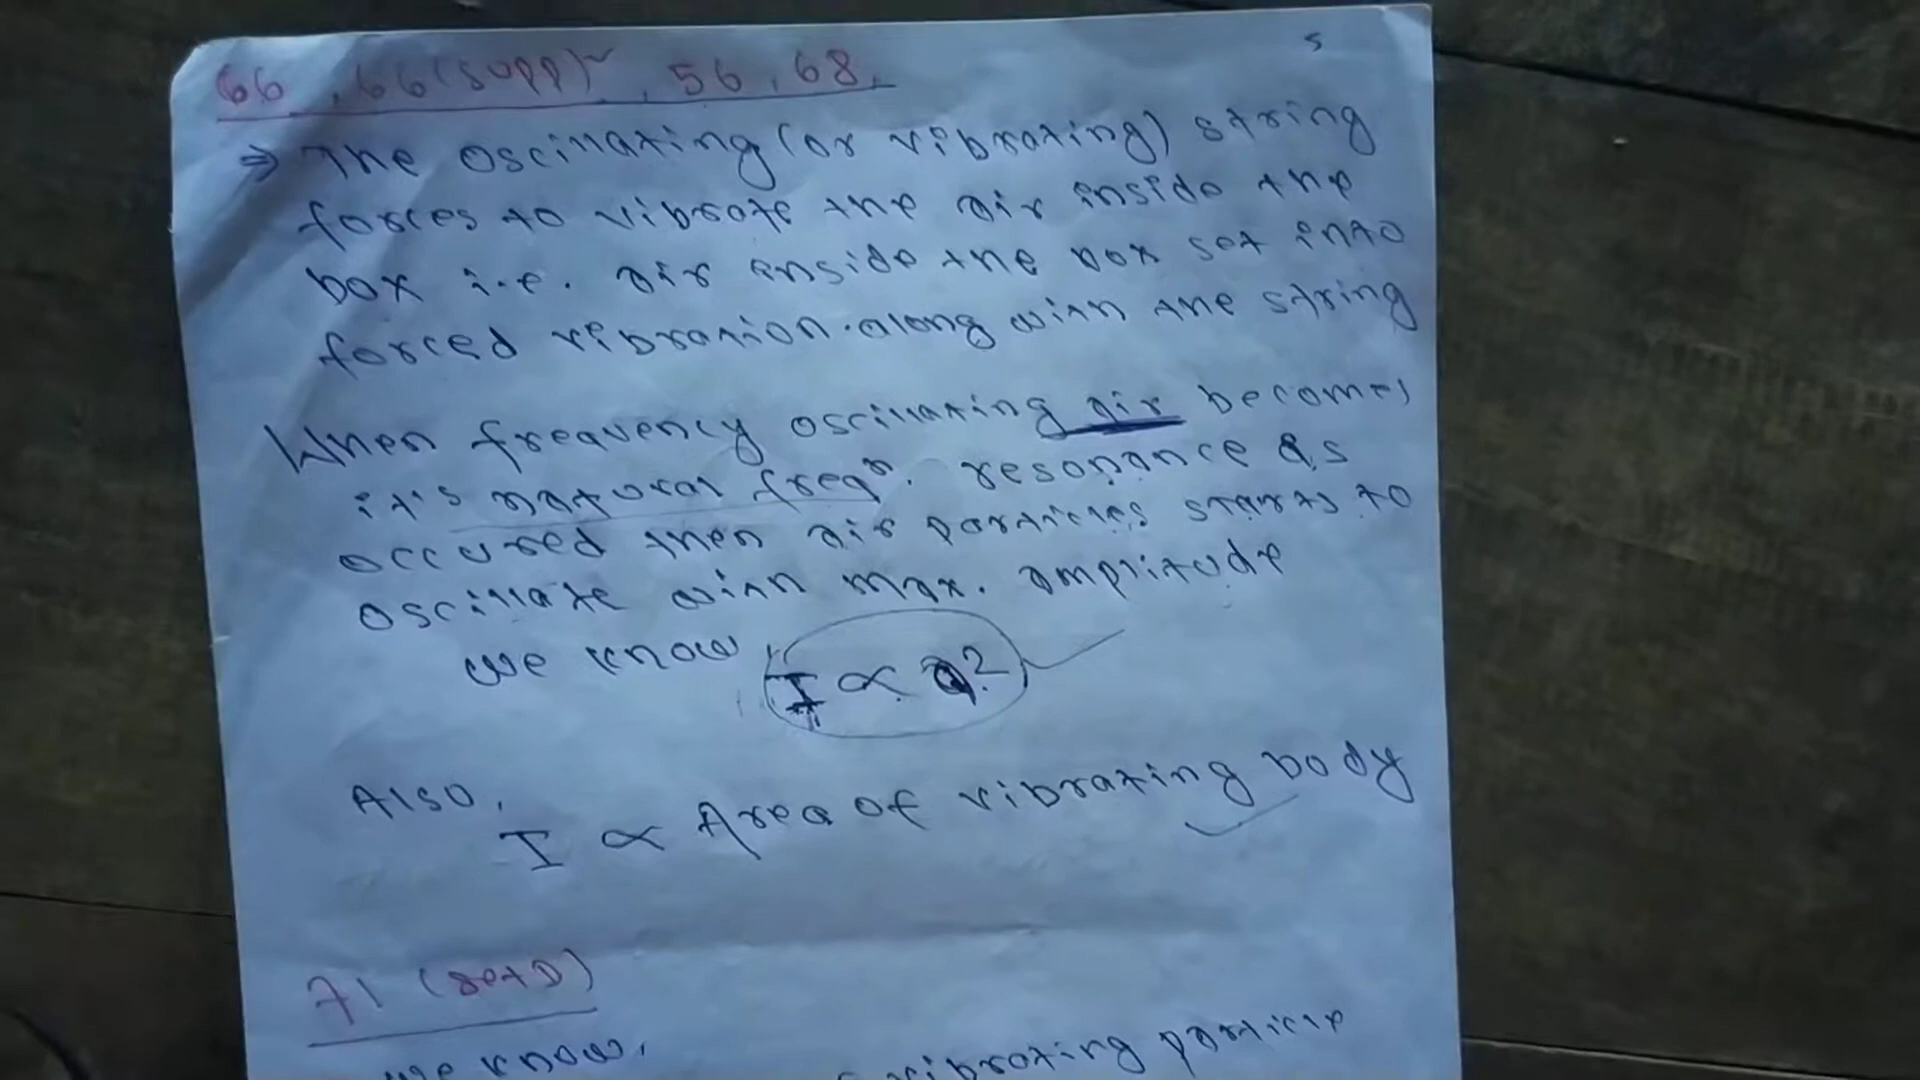 5
66, 66(supp), 56, 68,
⇒ The oscillating (or vibrating) string
forces to vibrate the air inside the
box i.e. air inside the box set into
forced vibration along with the string
When frequency oscillating air becomes
it's natural freqn. resonance is
occured then air particles starts to
oscillate with max. amplitude
we know,
I ∝ a²
Also,
I ∝ Area of vibrating body
71 (set D)
we know,
vibrating particle